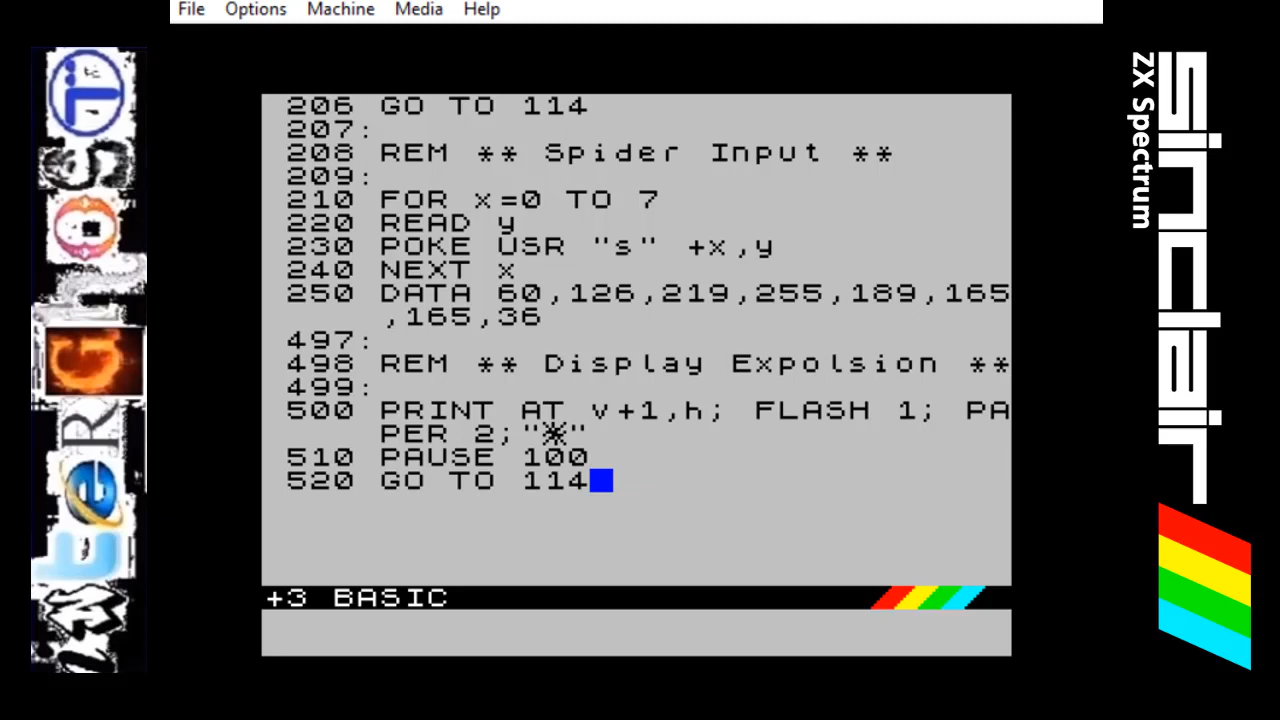 File Options Machine Media Help
206 GO TO 114
207:
208 REM ** Spider Input **
209:
210 FOR x=0 TO 7
220 READ y
230 POKE USR "s" +x,y
240 NEXT x
250 DATA 60,126,219,255,189,165
,165,36
497:
498 REM ** Display Expolsion **
499:
500 PRINT AT v+1,h; FLASH 1; PA
PER 2;"*"
510 PAUSE 100
520 GO TO 114
+3 BASIC
sinclair
ZX Spectrum